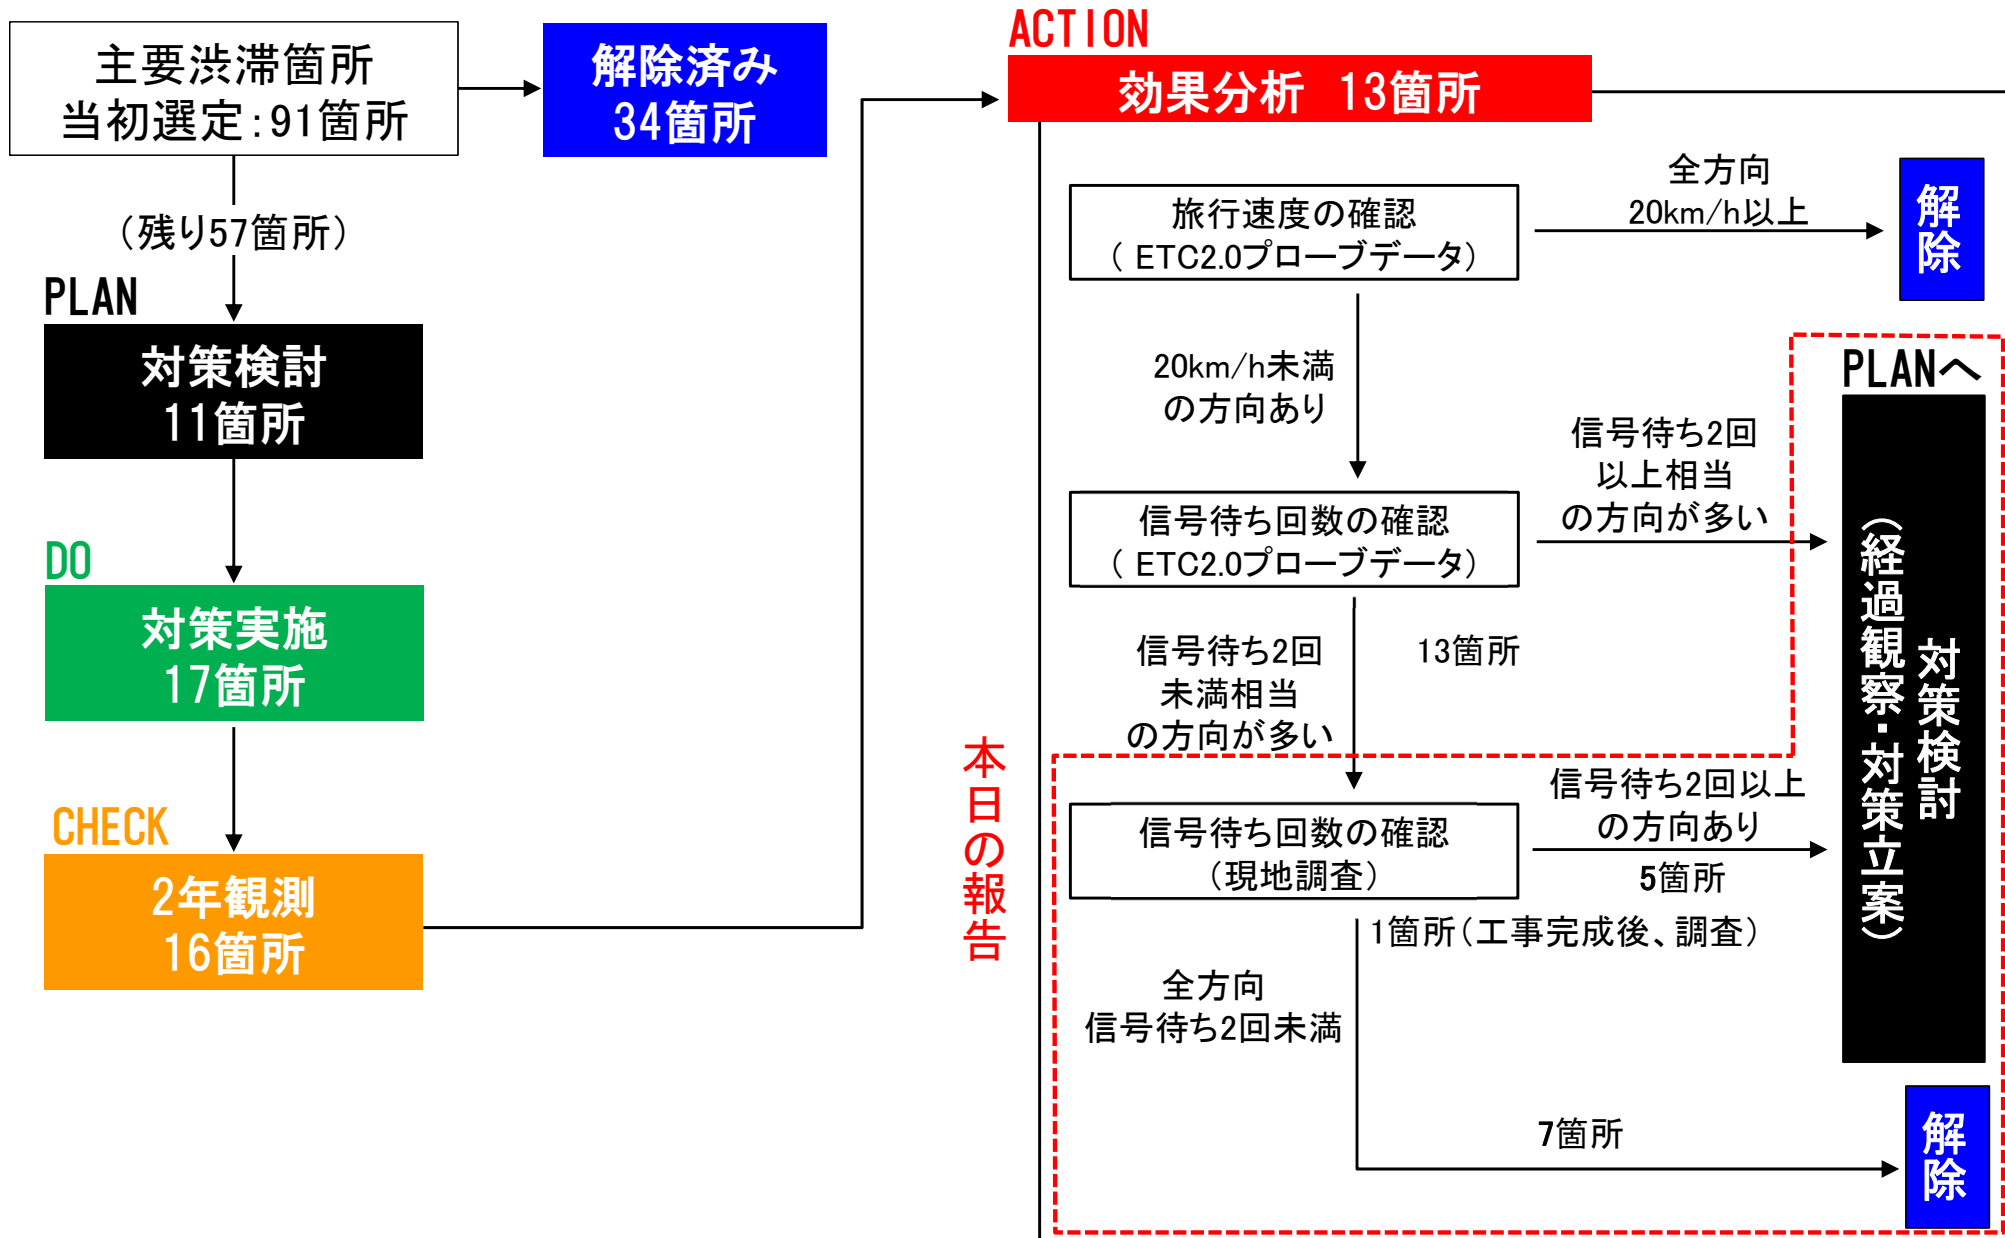 主要渋滞箇所
当初選定：91箇所
解除済み
34箇所
（残り57箇所）
PLAN
対策検討
11箇所
DO
対策実施
17箇所
CHECK
2年観測
16箇所
ACTION
効果分析 13箇所
旅行速度の確認
（ ETC2.0プローブデータ）
全方向
20km/h以上
解除
20km/h未満
の方向あり
信号待ち回数の確認
（ ETC2.0プローブデータ）
信号待ち2回
以上相当
の方向が多い
PLANへ
対策検討
（経過観察・対策立案）
信号待ち2回
未満相当
の方向が多い
13箇所
本日の報告
信号待ち回数の確認
（現地調査）
信号待ち2回以上
の方向あり
5箇所
1箇所（工事完成後、調査）
全方向
信号待ち2回未満
7箇所
解除